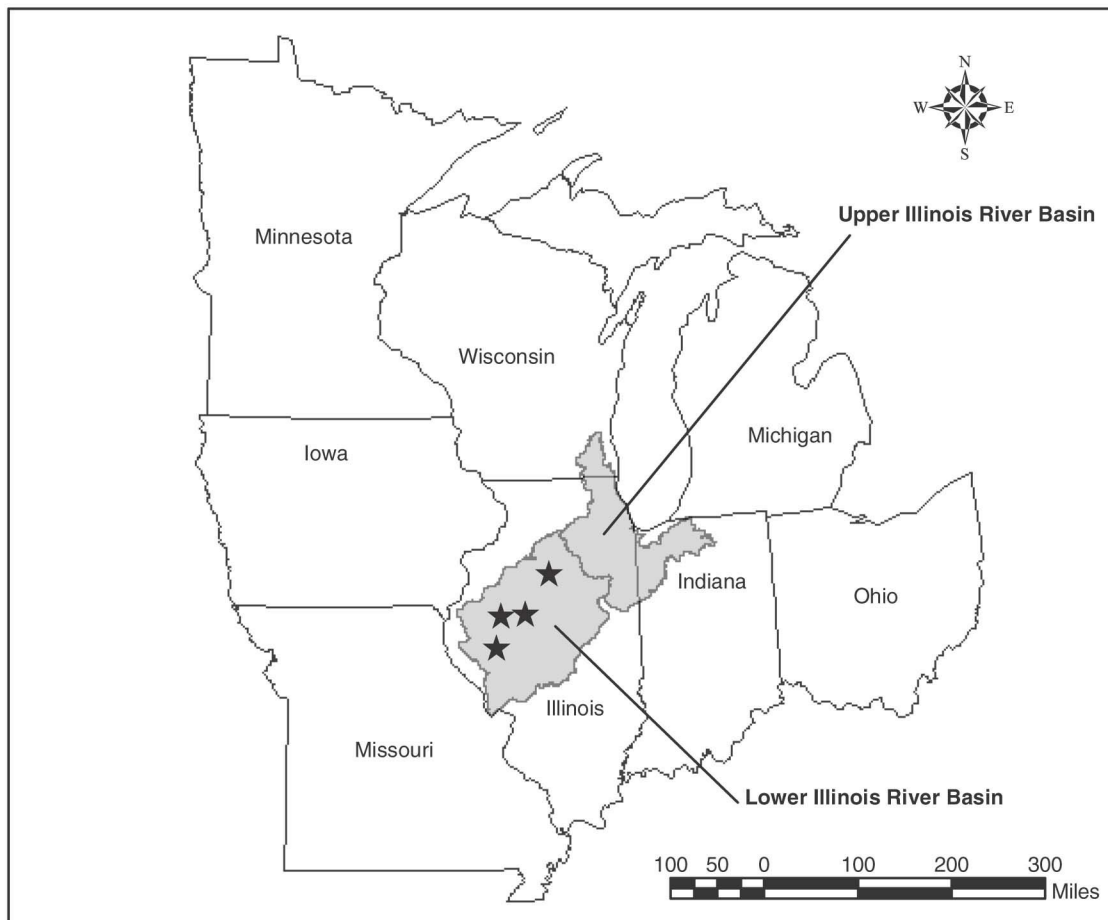 N
W E
S
Upper Illinois River Basin
Minnesota
Wisconsin
Michigan
Iowa
Indiana
Ohio
Illinois
Missouri
Lower Illinois River Basin
100 50 0 100 200 300
Miles